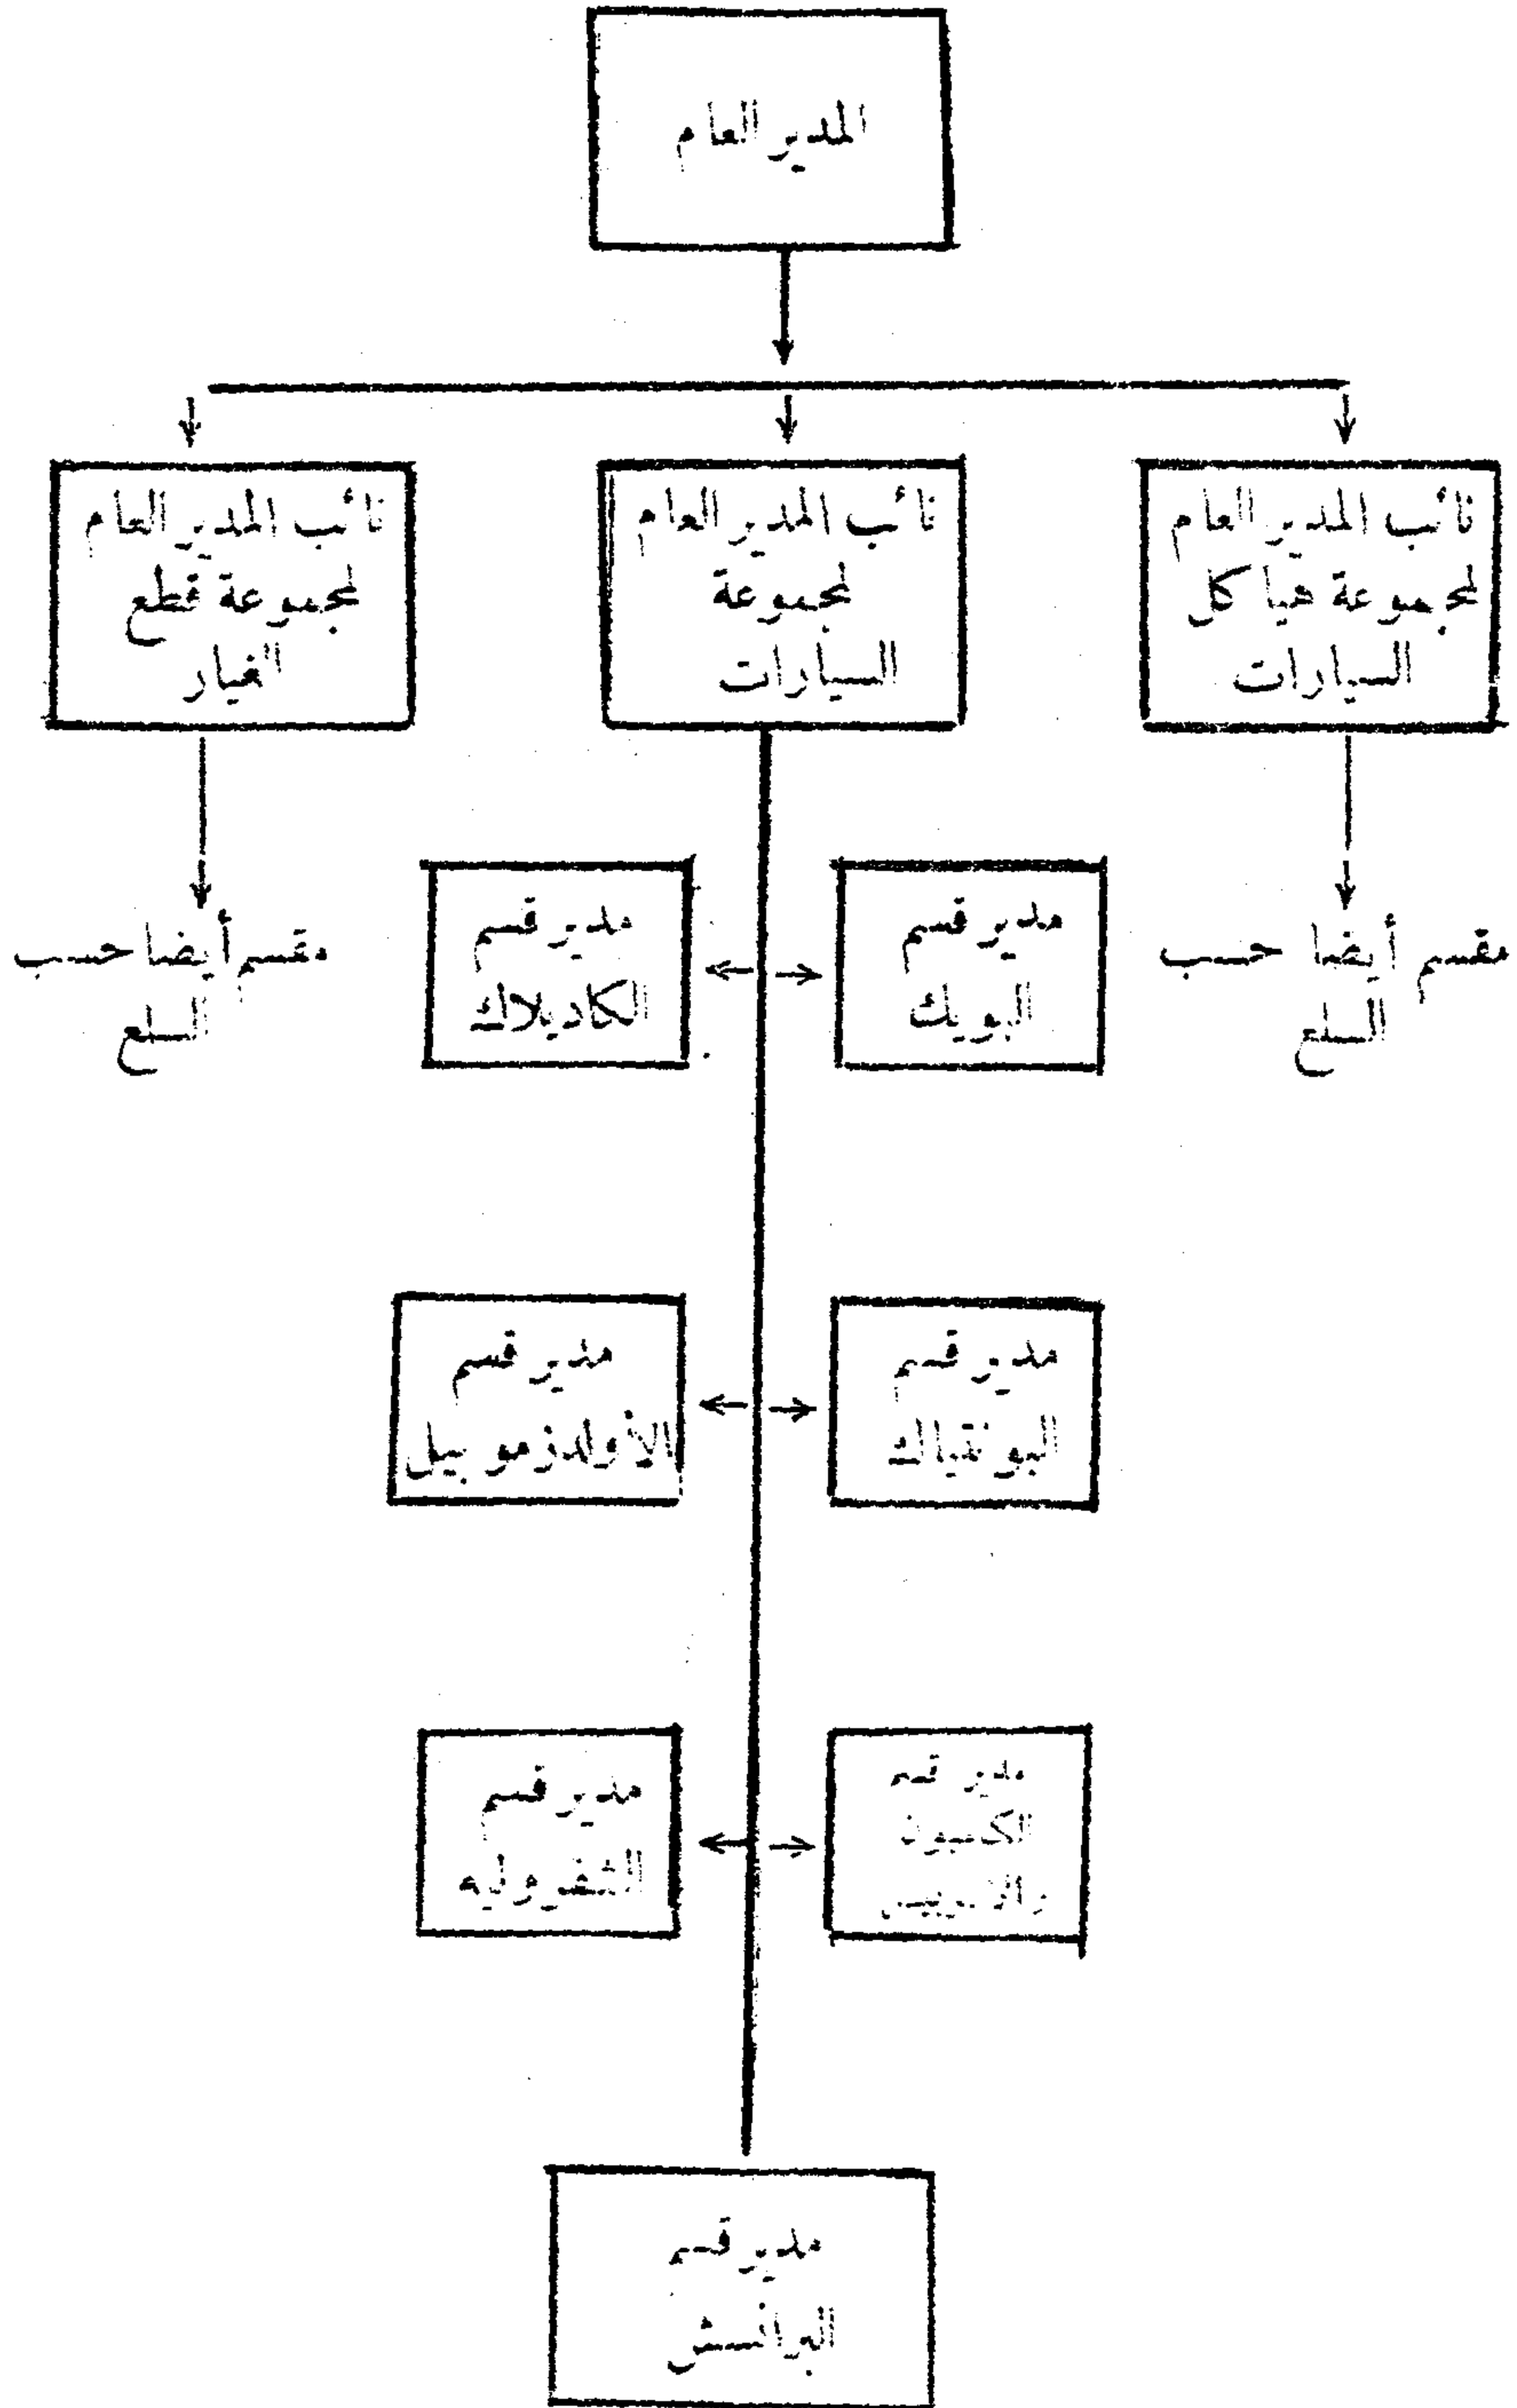 المدير العام
نائب المدير العام
لمجموعة هياكل
السيارات
نائب المدير العام
لمجموعة
السيارات
نائب المدير العام
لمجموعة قطع
الغيار
مقسم أيضا حسب
السلع
مدير قسم
البويك
مدير قسم
الكاديلاك
مقسم أيضا حسب
السلع
مدير قسم
البونتياك
مدير قسم
الأولدزموبيل
مدير قسم
الكميون
مدير قسم
الشفروليه
مدير قسم